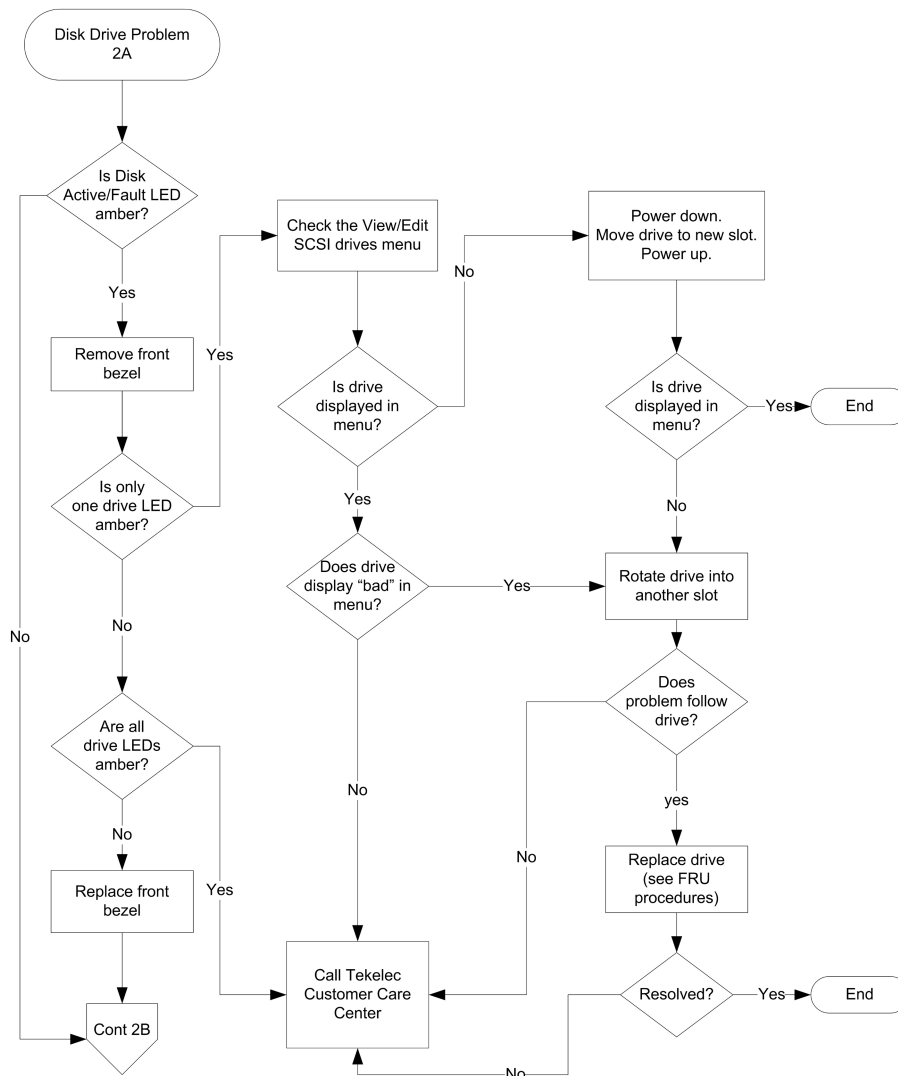 Disk Drive Problem
2A
Is Disk
Active/Fault LED
amber?
Yes
No
Remove front
bezel
Is only
one drive LED
amber?
Yes
No
Are all
drive LEDs
amber?
No
Yes
Replace front
bezel
Cont 2B
Check the View/Edit
SCSI drives menu
Is drive
displayed in
menu?
No
Yes
Does drive
display “bad” in
menu?
Yes
No
Call Tekelec
Customer Care
Center
Power down.
Move drive to new slot.
Power up.
Is drive
displayed in
menu?
Yes
End
No
Rotate drive into
another slot
Does
problem follow
drive?
No
yes
Replace drive
(see FRU
procedures)
Resolved?
Yes
End
No